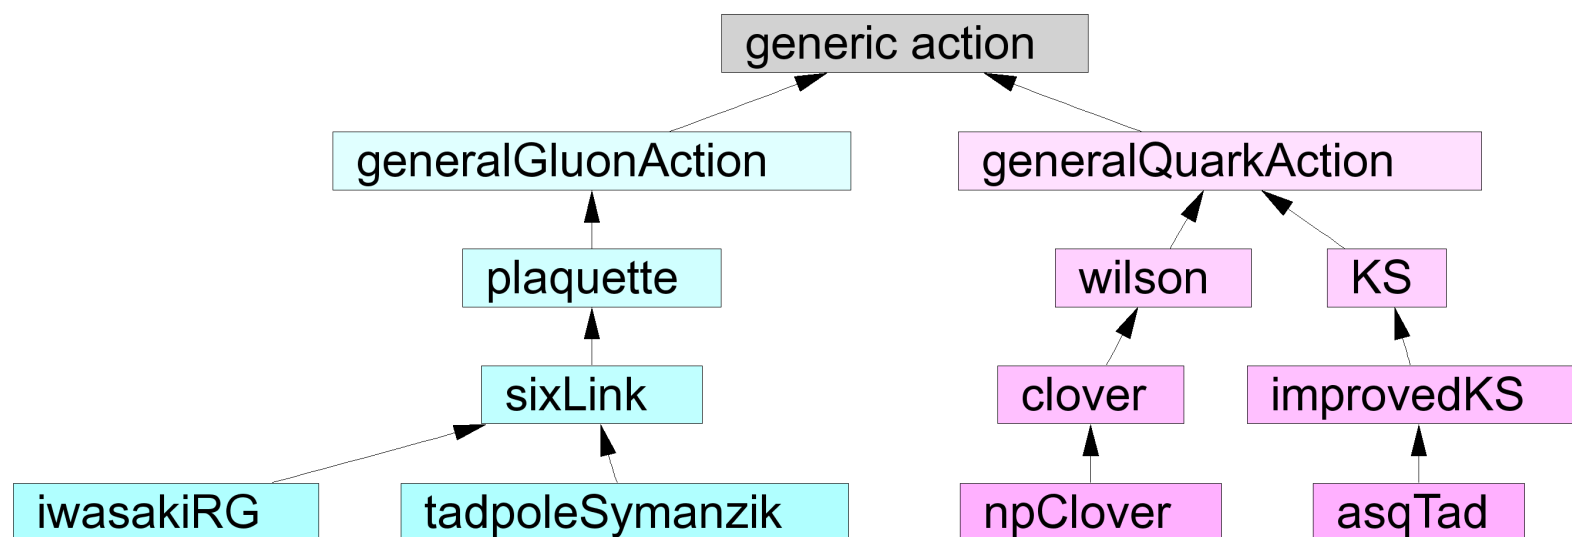 generic action
generalGluonAction
generalQuarkAction
plaquette
wilson
KS
sixLink
clover
improvedKS
iwasakiRG
tadpoleSymanzik
npClover
asqTad